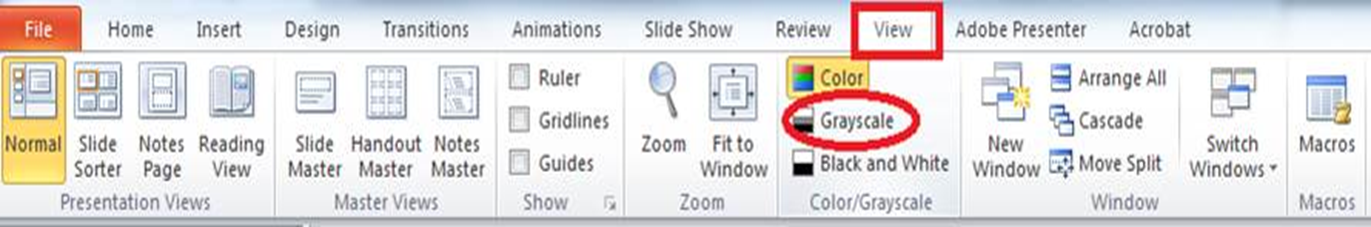 File Home Insert Design Transitions Animations Slide Show Review View Adobe Presenter Acrobat
Normal
Slide Sorter
Notes Page
Reading View
Slide Master
Handout Master
Notes Master
Ruler
Gridlines
Guides
Zoom
Fit to Window
Color
Grayscale
Black and White
New Window
Arrange All
Cascade
Move Split
Switch Windows
Macros
Presentation Views Master Views Show Zoom Color/Grayscale Window Macros